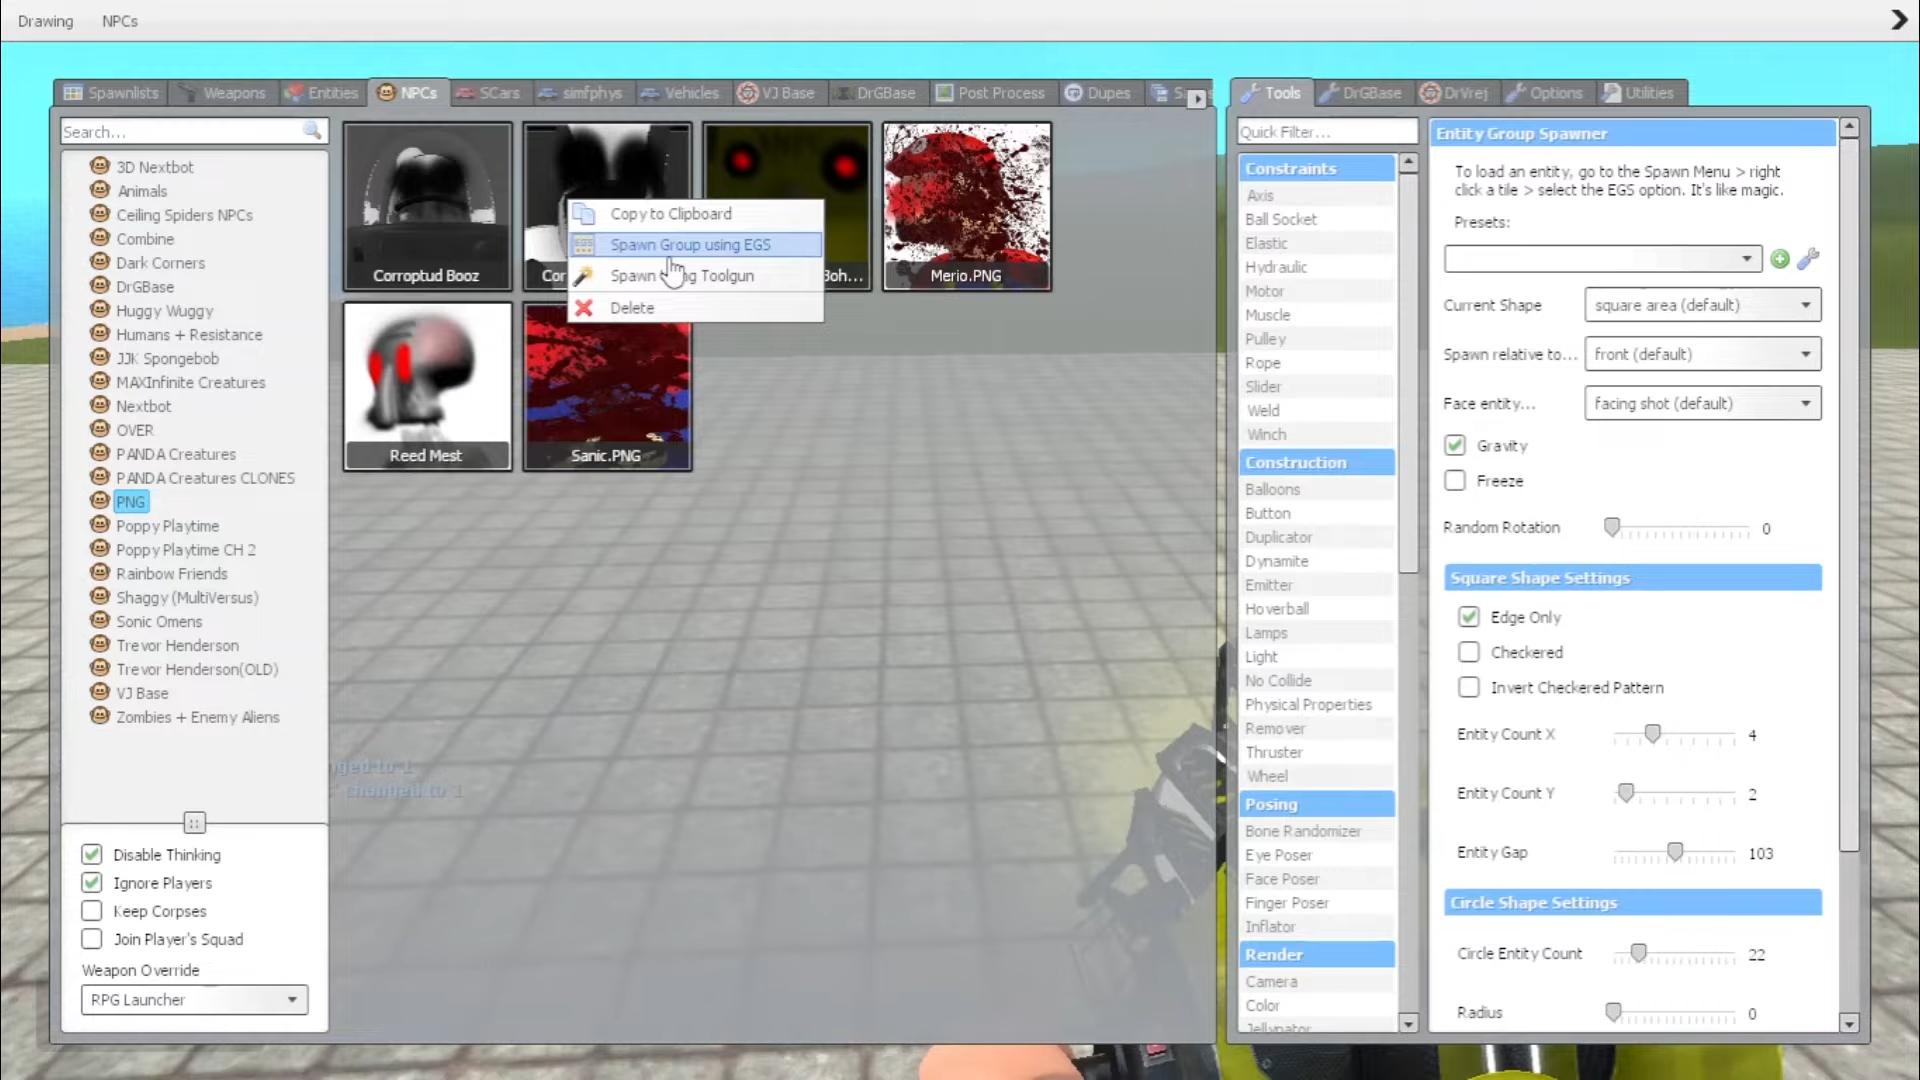 Drawing NPCs
Spawnlists Weapons Entities NPCs SCars simfphys Vehicles VJ Base DrGBase Post Process Dupes
Search...
3D Nextbot
Animals
Ceiling Spiders NPCs
Combine
Dark Corners
DrGBase
Huggy Wuggy
Humans + Resistance
JJK Spongebob
MAXInfinite Creatures
Nextbot
OVER
PANDA Creatures
PANDA Creatures CLONES
PNG
Poppy Playtime
Poppy Playtime CH 2
Rainbow Friends
Shaggy (MultiVersus)
Sonic Omens
Trevor Henderson
Trevor Henderson(OLD)
VJ Base
Zombies + Enemy Aliens
Disable Thinking
Ignore Players
Keep Corpses
Join Player's Squad
Weapon Override
RPG Launcher
Corroptud Booz
Cor
3oh...
Merio.PNG
Reed Mest
Sanic.PNG
Copy to Clipboard
Spawn Group using EGS
Spawn ng Toolgun
Delete
nged to 1
changed to 1
Tools DrGBase DrVrej Options Utilities
Quick Filter...
Constraints
Axis
Ball Socket
Elastic
Hydraulic
Motor
Muscle
Pulley
Rope
Slider
Weld
Winch
Construction
Balloons
Button
Duplicator
Dynamite
Emitter
Hoverball
Lamps
Light
No Collide
Physical Properties
Remover
Thruster
Wheel
Posing
Bone Randomizer
Eye Poser
Face Poser
Finger Poser
Inflator
Render
Camera
Color
Entity Group Spawner
To load an entity, go to the Spawn Menu > right
click a tile > select the EGS option. It's like magic.
Presets:
Current Shape square area (default)
Spawn relative to... front (default)
Face entity... facing shot (default)
Gravity
Freeze
Random Rotation 0
Square Shape Settings
Edge Only
Checkered
Invert Checkered Pattern
Entity Count X 4
Entity Count Y 2
Entity Gap 103
Circle Shape Settings
Circle Entity Count 22
Radius 0